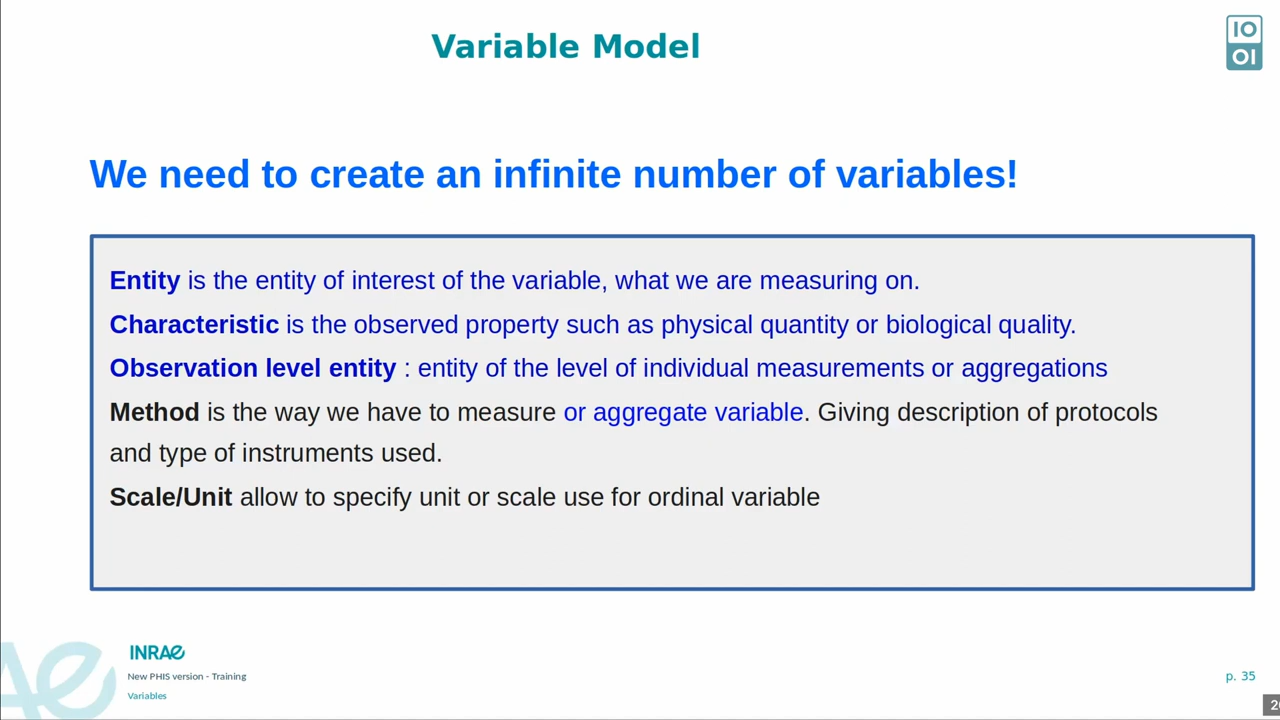 Variable Model
IO
OI
We need to create an infinite number of variables!
Entity is the entity of interest of the variable, what we are measuring on.
Characteristic is the observed property such as physical quantity or biological quality.
Observation level entity : entity of the level of individual measurements or aggregations
Method is the way we have to measure or aggregate variable. Giving description of protocols
and type of instruments used.
Scale/Unit allow to specify unit or scale use for ordinal variable
INRAE
New PHIS version - Training
Variables
p. 35
2